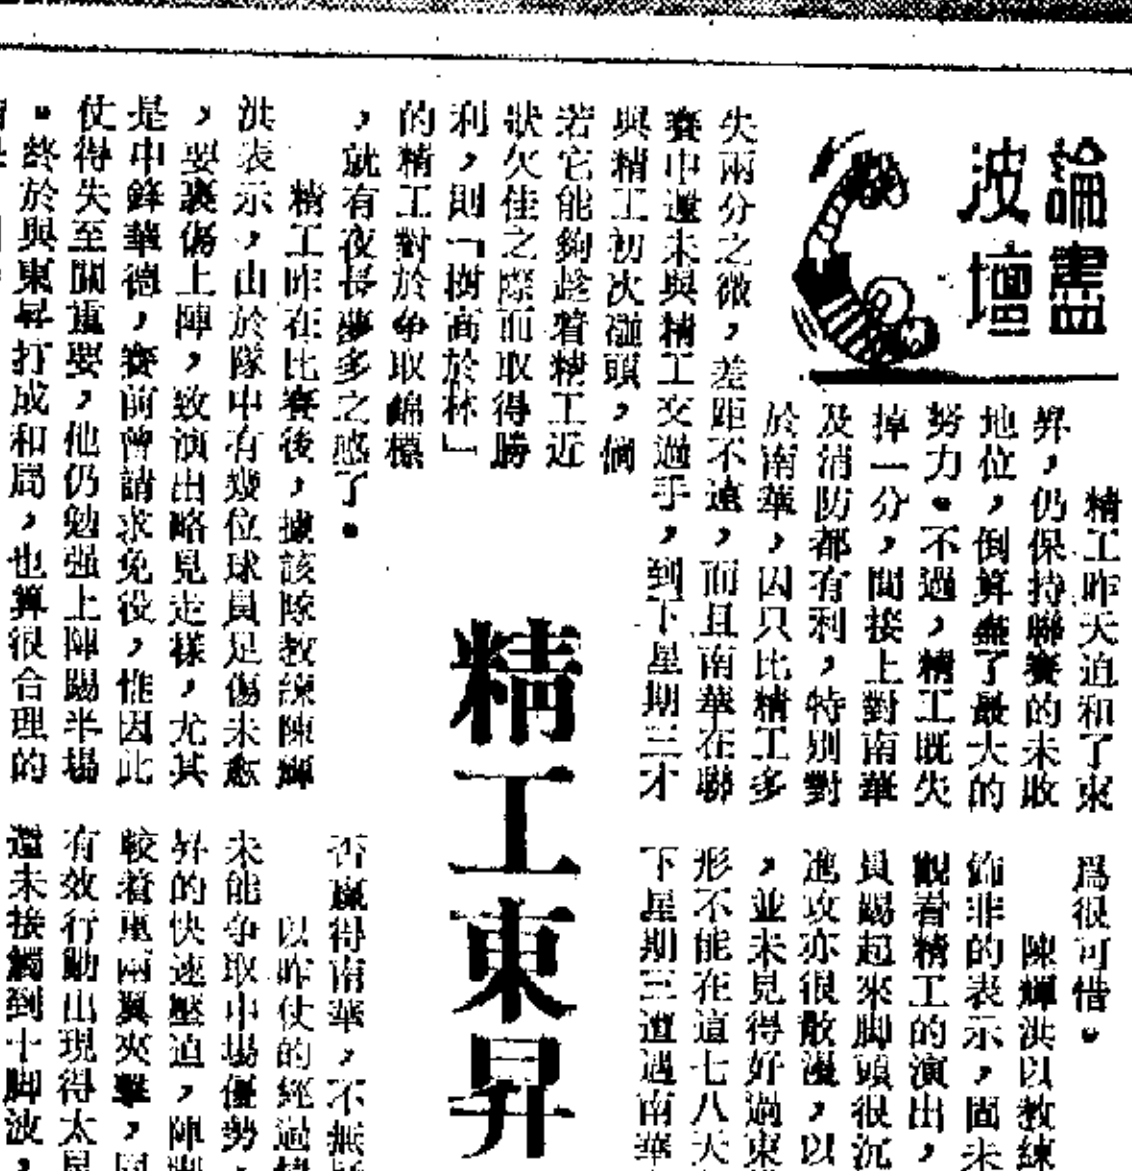 論盡
波壇
精工昨天迫和了東
昇,仍保持聯賽的未敗
地位,倒算盡了最大的
努力。不過,精工既失
掉一分,間接上對南華
及消防都有利,特別對
於南華,因只比精工多
失兩分之微,差距不遠,而且南華在聯
賽中還未與精工交過手,到下星期三才
與精工初次碰頭,倘
若它能夠趁着精工近
狀欠佳之際而取得勝
利,則「樹高於林」
的精工對於爭取錦標
,就有夜長夢多之感了。
精工昨在比賽後,據該隊教練陳輝
洪表示,由於隊中有幾位球員足傷未愈
,要裹傷上陣,致演出略見走樣,尤其
是中鋒華德,賽前曾請求免役,惟因此
仗得失至關重要,他仍勉强上陣踢半場
。終於與東昇打成和局,也算很合理的
精工東昇
爲很可惜。
陳輝洪以教練
飾非的表示,固未
觀看精工的演出,
員踢起來脚頭很沉
進攻亦很散漫,以
,並未見得好過東
形不能在這七八天
下星期三遭遇南華
否贏得南華,不無
以昨仗的經過
未能爭取中場優勢,
昇的快速壓迫,陣
較着重兩翼夾擊,
有效行動出現得太
還未接觸到十脚波,